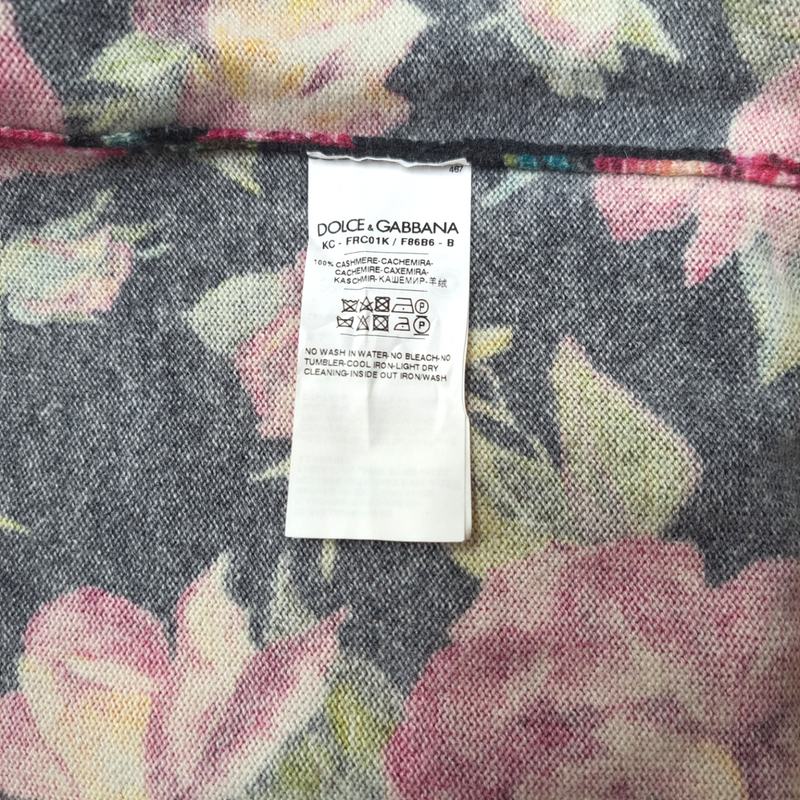 467
DOLCE & GABBANA
KC - FRC01K / F86B6 - B
100% CASHMERE-CACHEMIRA-
CACHEMIRE-CAXEMIRA-
KASCHMIR-КАШЕМИР-羊绒
P
P
NO WASH IN WATER-NO BLEACH-NO
TUMBLER-COOL IRON-LIGHT DRY
CLEANING-INSIDE OUT IRON/WASH